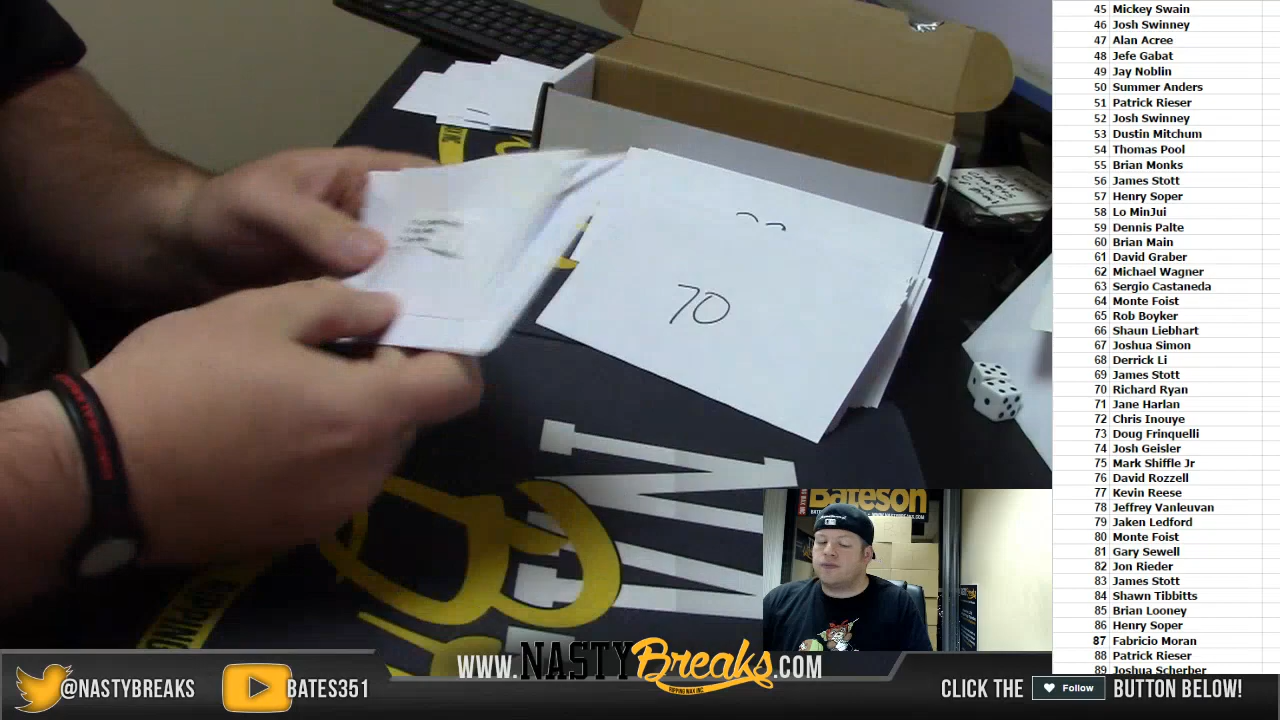 45 Mickey Swain
46 Josh Swinney
47 Alan Acree
48 Jefe Gabat
49 Jay Noblin
50 Summer Anders
51 Patrick Rieser
52 Josh Swinney
53 Dustin Mitchum
54 Thomas Pool
55 Brian Monks
56 James Stott
57 Henry Soper
58 Lo MinJui
59 Dennis Palte
60 Brian Main
61 David Graber
62 Michael Wagner
63 Sergio Castaneda
64 Monte Foist
65 Rob Boyker
66 Shaun Liebhart
67 Joshua Simon
68 Derrick Li
69 James Stott
70 Richard Ryan
71 Jane Harlan
72 Chris Inouye
73 Doug Frinquelli
74 Josh Geisler
75 Mark Shiffle Jr
76 David Rozzell
77 Kevin Reese
78 Jeffrey Vanleuvan
79 Jaken Ledford
80 Monte Foist
81 Gary Sewell
82 Jon Rieder
83 James Stott
84 Shawn Tibbitts
85 Brian Looney
86 Henry Soper
87 Fabricio Moran
88 Patrick Rieser
89 Joshua Scherber
70
Bateson
@NASTYBREAKS
BATES351
WWW.NASTYBreaks.COM
RIPPING WAX INC.
CLICK THE Follow BUTTON BELOW!